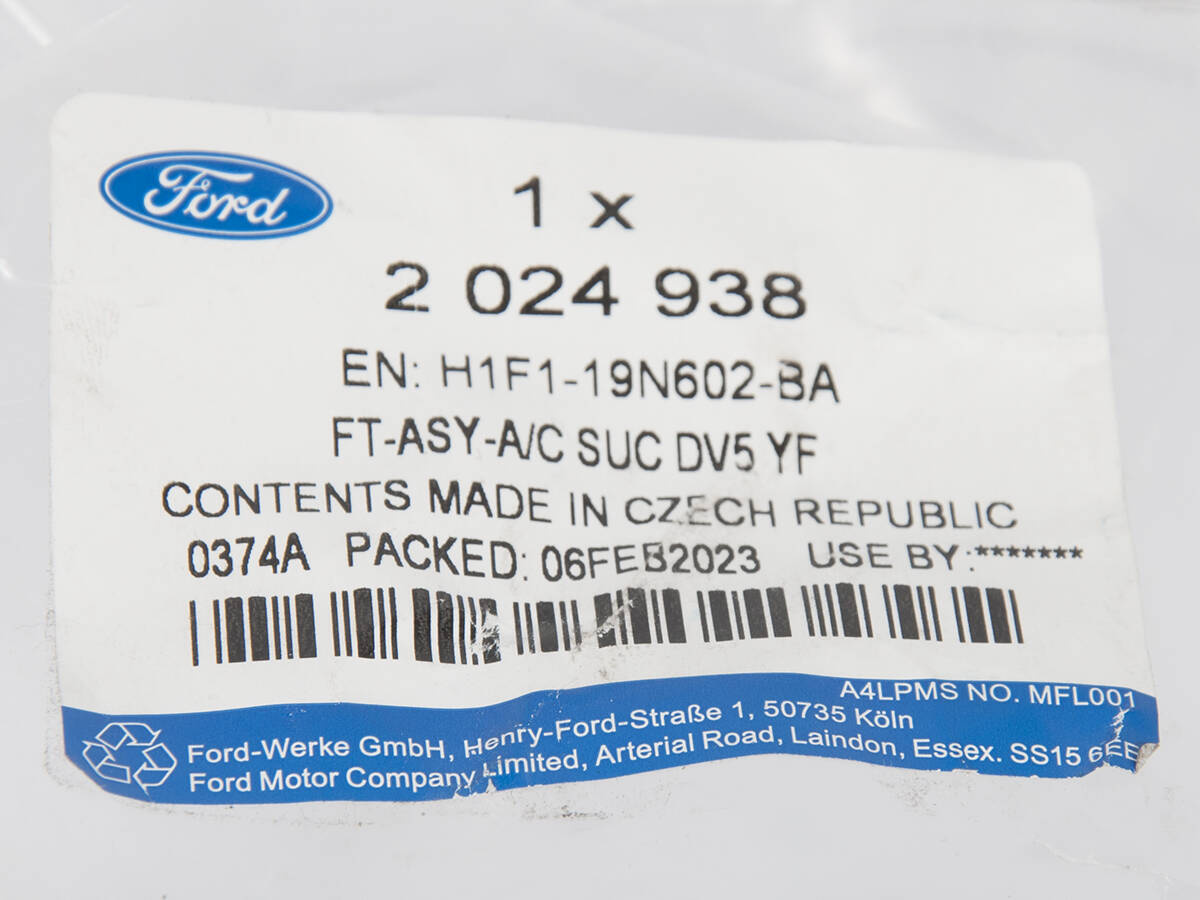 Ford
1 x
2 024 938
EN: H1F1-19N602-BA
FT-ASY-A/C SUC DV5 YF
CONTENTS MADE IN CZECH REPUBLIC
0374A PACKED: 06FEB2023 USE BY:*******
A4LPMS NO. MFL001
Ford-Werke GmbH, Henry-Ford-Straße 1, 50735 Köln
Ford Motor Company Limited, Arterial Road, Laindon, Essex. SS15 6EE